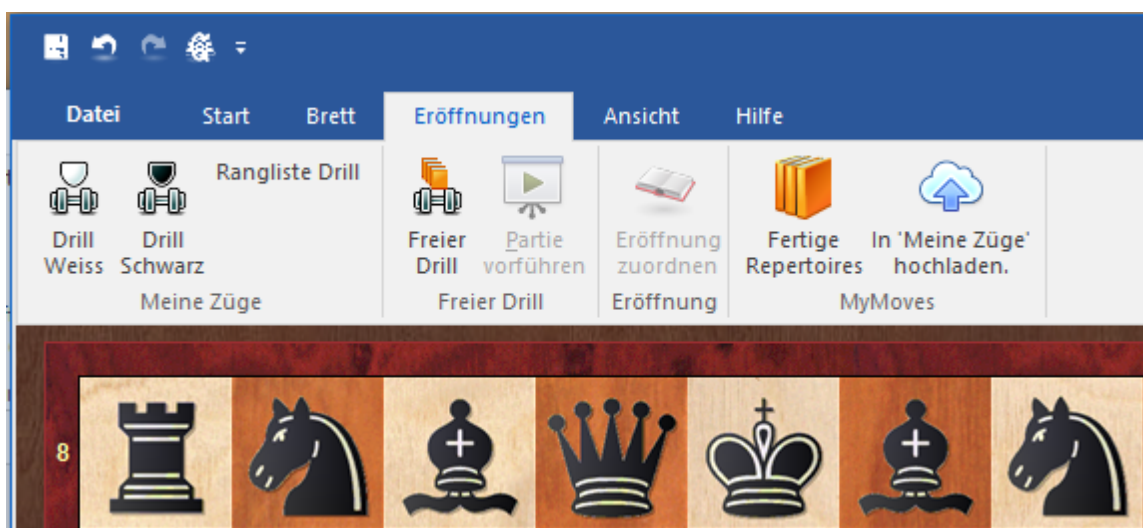 Datei Start Brett Eröffnungen Ansicht Hilfe
Drill Weiss
Drill Schwarz
Rangliste Drill
Meine Züge
Freier Drill
Partie vorführen
Freier Drill
Eröffnung zuordnen
Eröffnung
Fertige Repertoires
In 'Meine Züge' hochladen.
MyMoves
8